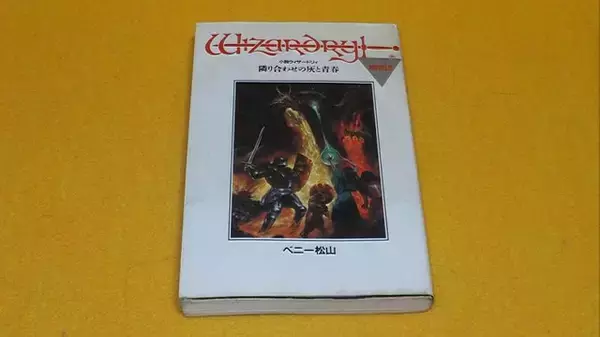 Wizardry
小説ウィザードリィ
隣り合わせの灰と青春
ベニー松山